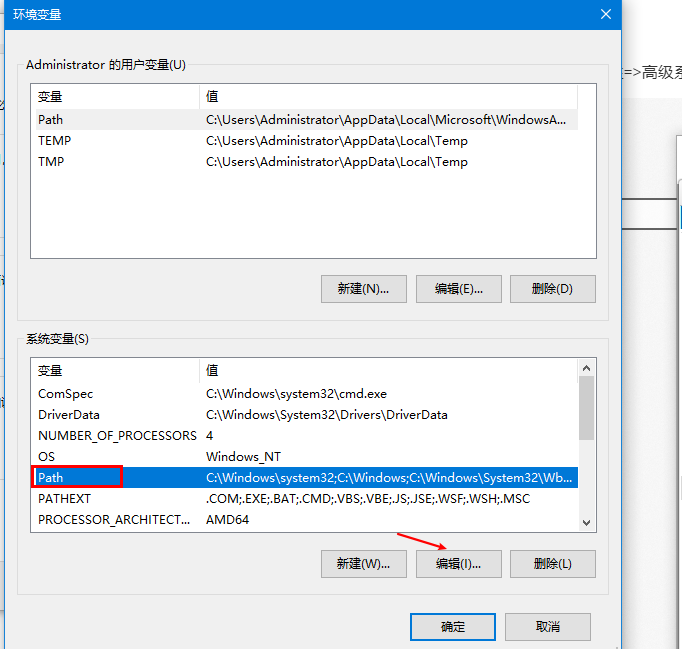 环境变量
Administrator 的用户变量(U)
=>高级系
变量 值
Path C:\Users\Administrator\AppData\Local\Microsoft\WindowsA...
TEMP C:\Users\Administrator\AppData\Local\Temp
TMP C:\Users\Administrator\AppData\Local\Temp
新建(N)... 编辑(E)... 删除(D)
系统变量(S)
变量 值
ComSpec C:\Windows\system32\cmd.exe
DriverData C:\Windows\System32\Drivers\DriverData
NUMBER_OF_PROCESSORS 4
OS Windows_NT
Path C:\Windows\system32;C:\Windows;C:\Windows\System32\Wb...
PATHEXT .COM;.EXE;.BAT;.CMD;.VBS;.VBE;.JS;.JSE;.WSF;.WSH;.MSC
PROCESSOR_ARCHITECT... AMD64
新建(W)... 编辑(I)... 删除(L)
确定 取消